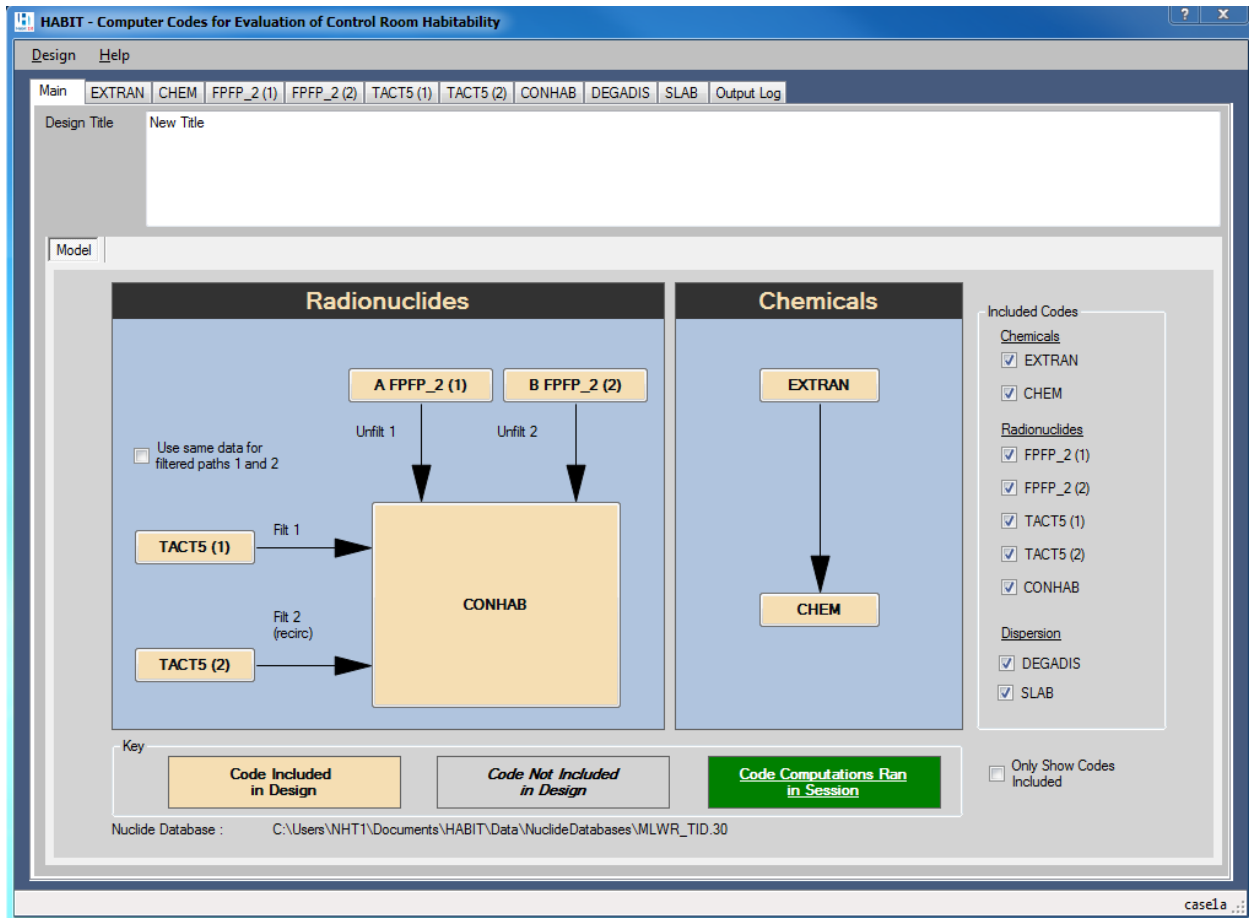 HABIT - Computer Codes for Evaluation of Control Room Habitability
? x
Design Help
Main EXTRAN CHEM FPFP_2 (1) FPFP_2 (2) TACT5 (1) TACT5 (2) CONHAB DEGADIS SLAB Output Log
Design Title New Title
Model
Radionuclides
A FPFP_2 (1) B FPFP_2 (2)
Unfilt 1 Unfilt 2
Use same data for
filtered paths 1 and 2
Filt 1
TACT5 (1)
CONHAB
Filt 2
(recirc)
TACT5 (2)
Chemicals
EXTRAN
CHEM
Included Codes
Chemicals
EXTRAN
CHEM
Radionuclides
FPFP_2 (1)
FPFP_2 (2)
TACT5 (1)
TACT5 (2)
CONHAB
Dispersion
DEGADIS
SLAB
Key
Code Included
in Design
Code Not Included
in Design
Code Computations Ran
in Session
Only Show Codes
Included
Nuclide Database : C:\Users\NHT1\Documents\HABIT\Data\NuclideDatabases\MLWR_TID.30
case1a